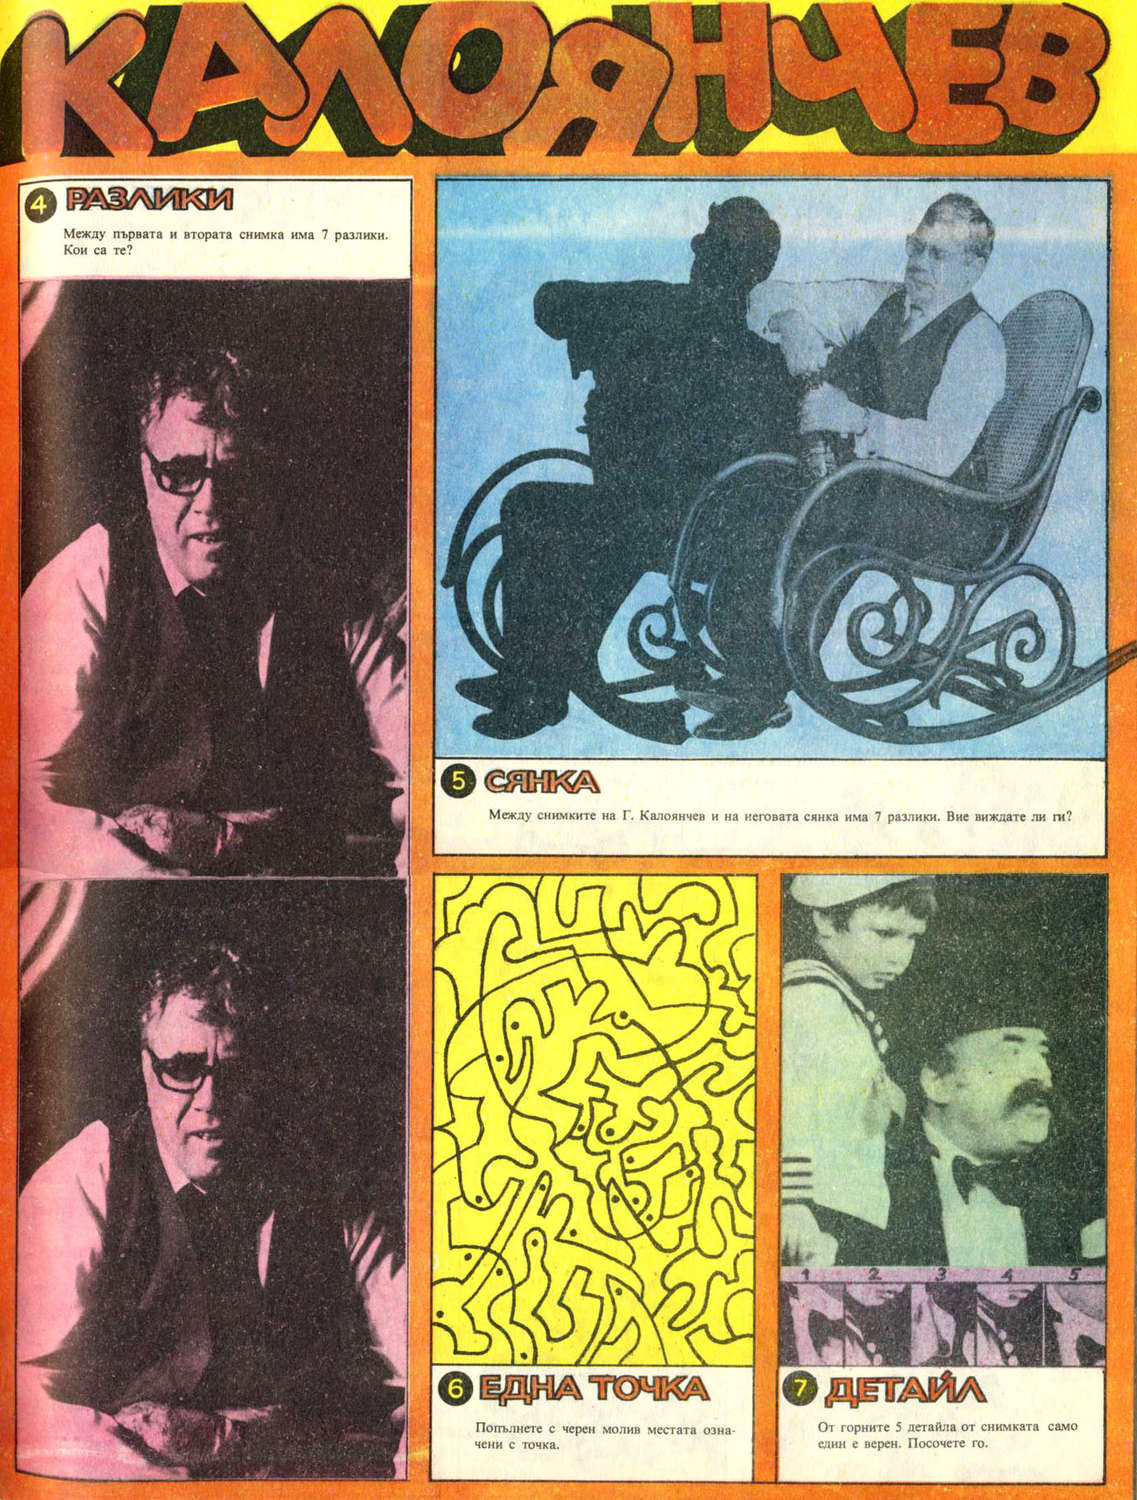 КАЛОЯНЧЕВ
4 РАЗЛИКИ
Между първата и втората снимка има 7 разлики.
Кои са те?
5 СЯНКА
Между снимките на Г. Калоянчев и на неговата сянка има 7 разлики. Вие виждате ли ги?
1 2 3 4 5
6 ЕДНА ТОЧКА
Попълнете с черен молив местата озна-
чени с точка.
7 ДЕТАЙЛ
От горните 5 детайла от снимката само
един е верен. Посочете го.